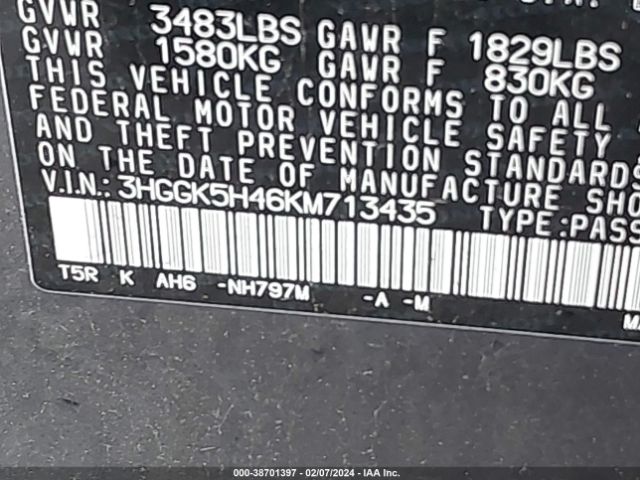 GVWR 3483LBS GAWR F 1829LBS
GVWR 1580KG GAWR F 830KG
THIS VEHICLE CONFORMS TO ALL
FEDERAL MOTOR VEHICLE SAFETY
AND THEFT PREVENTION STANDARDS
ON THE DATE OF MANUFACTURE SHO
V.I.N.: 3HGGK5H46KM713435 TYPE:PASS
T5R K AH6 -NH797M -A -M
000-38701397 - 02/07/2024 - IAA Inc.